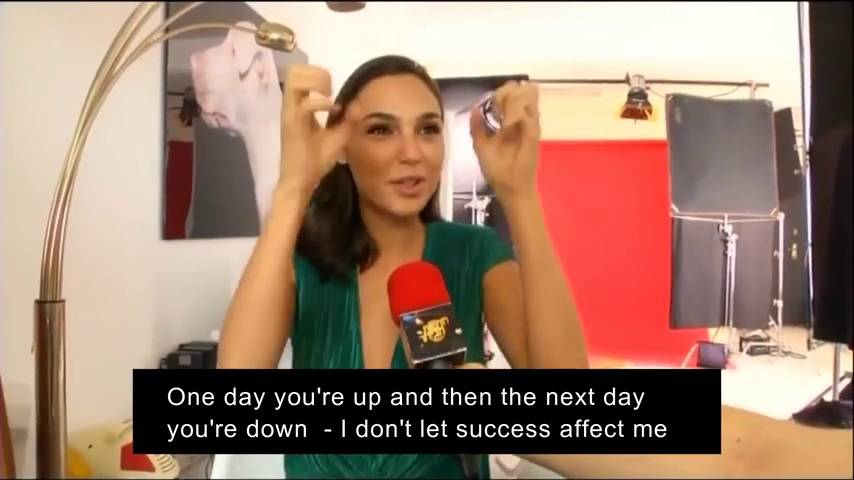 One day you're up and then the next day
you're down  - I don't let success affect me